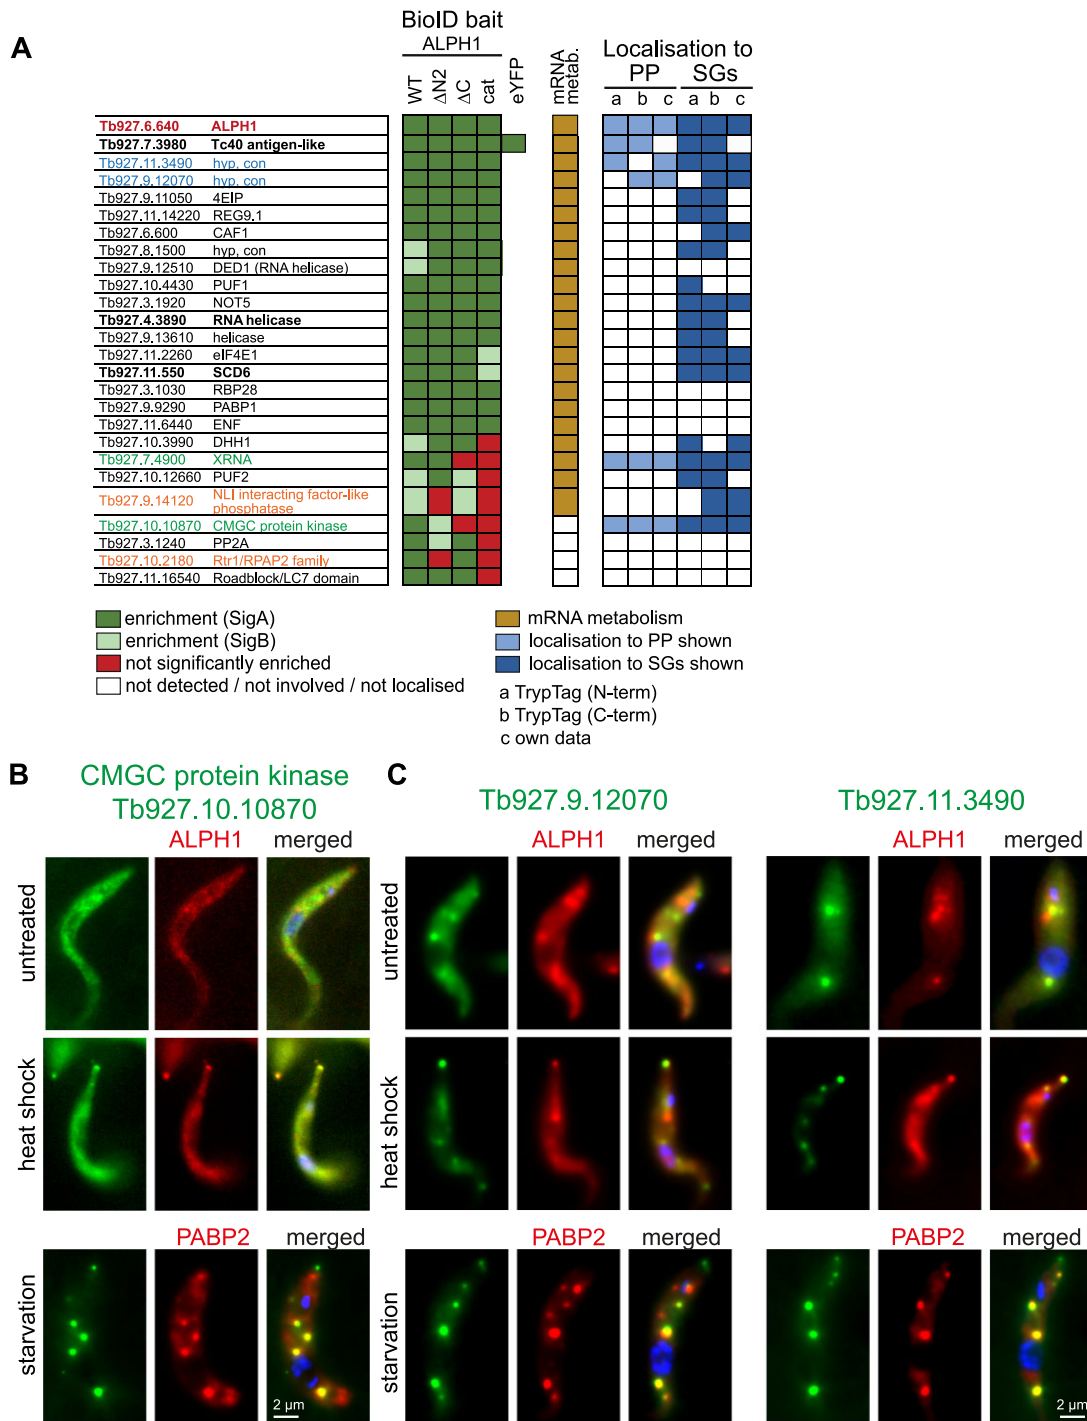 A
BioID bait
ALPH1
WT ΔN2 ΔC cat eYFP
mRNA metab.
Localisation to
PP SGs
a b c a b c
Tb927.6.640 ALPH1
Tb927.7.3980 Tc40 antigen-like
Tb927.11.3490 hyp, con
Tb927.9.12070 hyp, con
Tb927.9.11050 4EIP
Tb927.11.14220 REG9.1
Tb927.6.600 CAF1
Tb927.8.1500 hyp, con
Tb927.9.12510 DED1 (RNA helicase)
Tb927.10.4430 PUF1
Tb927.3.1920 NOT5
Tb927.4.3890 RNA helicase
Tb927.9.13610 helicase
Tb927.11.2260 eIF4E1
Tb927.11.550 SCD6
Tb927.3.1030 RBP28
Tb927.9.9290 PABP1
Tb927.11.6440 ENF
Tb927.10.3990 DHH1
Tb927.7.4900 XRNA
Tb927.10.12660 PUF2
Tb927.9.14120 NLI interacting factor-like
phosphatase
Tb927.10.10870 CMGC protein kinase
Tb927.3.1240 PP2A
Tb927.10.2180 Rtr1/RPAP2 family
Tb927.11.16540 Roadblock/LC7 domain
enrichment (SigA)
enrichment (SigB)
not significantly enriched
not detected / not involved / not localised
mRNA metabolism
localisation to PP shown
localisation to SGs shown
a TrypTag (N-term)
b TrypTag (C-term)
c own data
B
CMGC protein kinase
Tb927.10.10870
ALPH1 merged
untreated
heat shock
PABP2 merged
starvation
2 µm
C
Tb927.9.12070 Tb927.11.3490
ALPH1 merged ALPH1 merged
untreated
heat shock
PABP2 merged PABP2 merged
starvation
2 µm